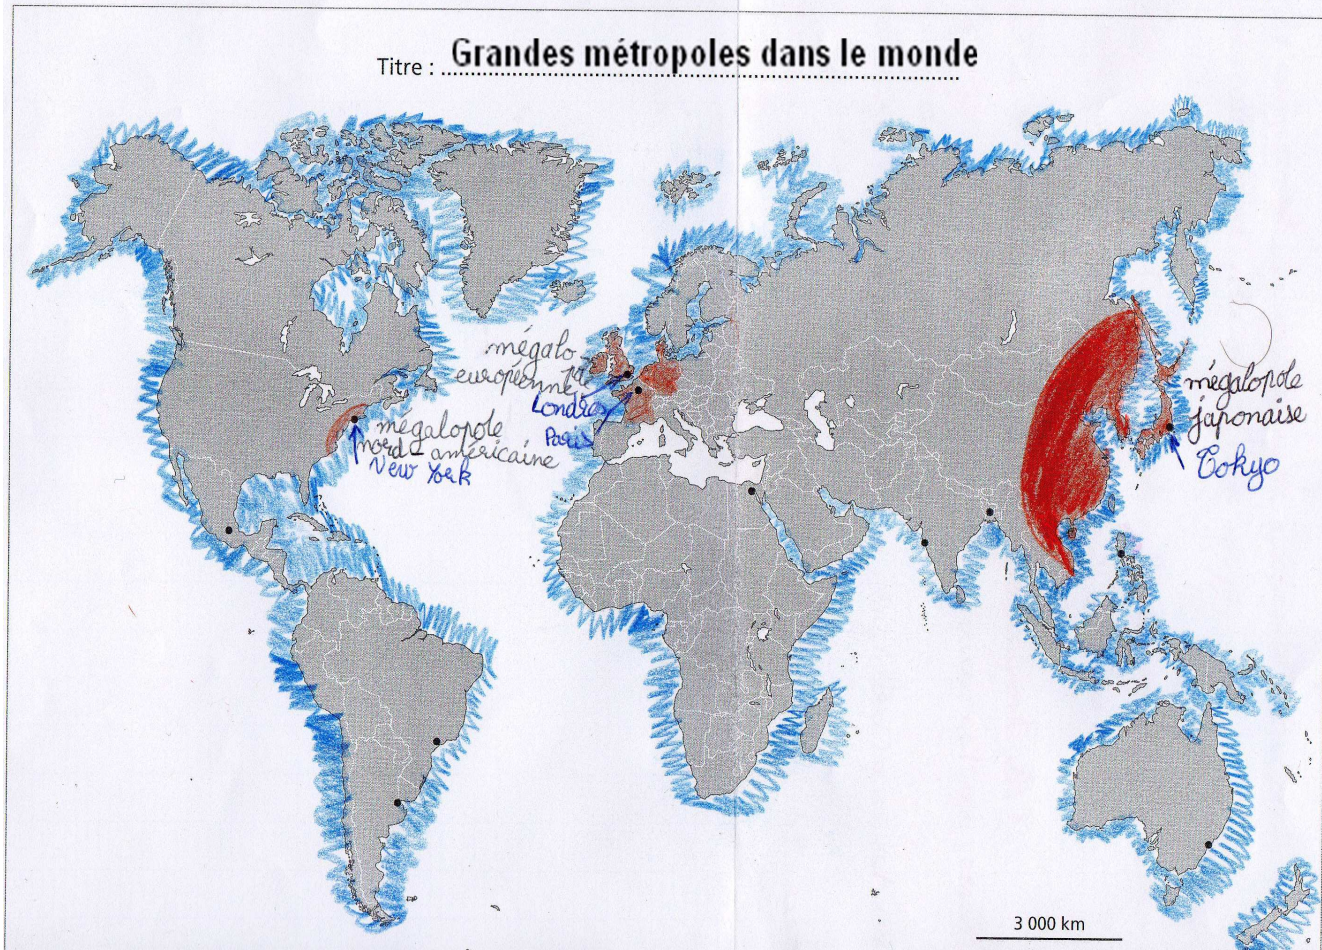 Titre : Grandes métropoles dans le monde
mégalo
pole
européenne
Londres
Paris
mégalopole
nord-américaine
New York
mégalopole
japonaise
Tokyo
3 000 km